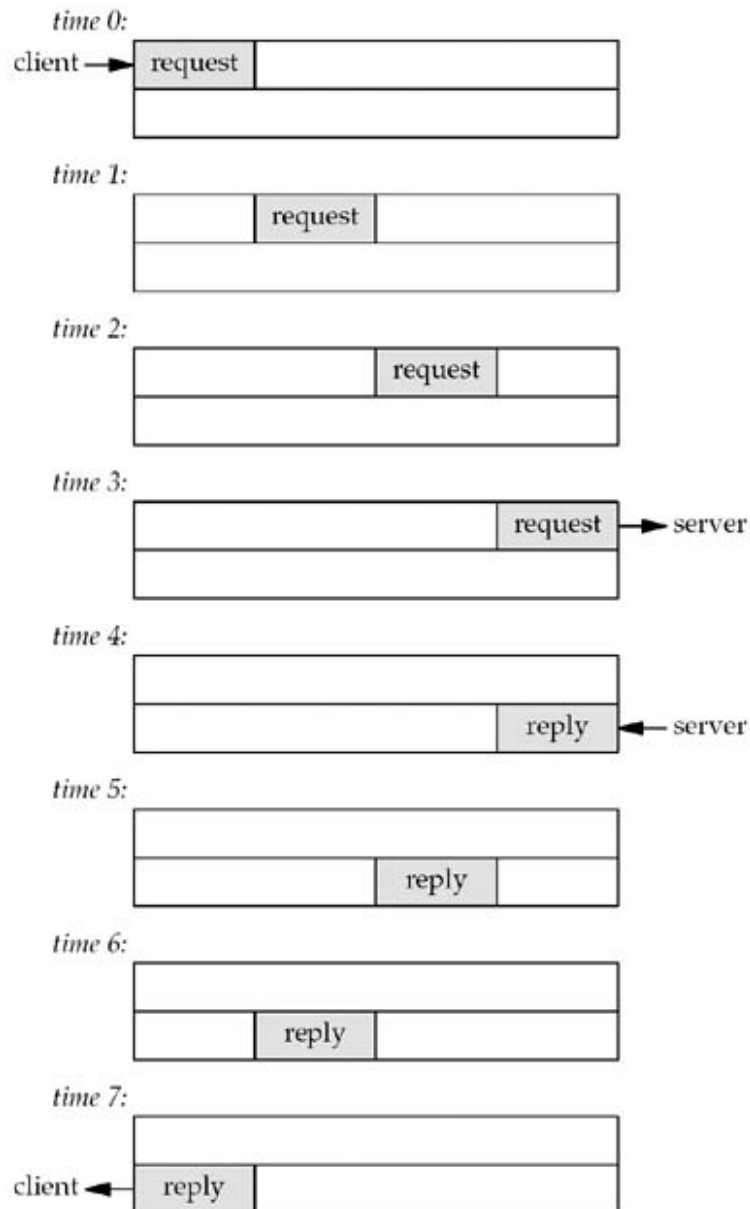 time 0:
client request
time 1:
request
time 2:
request
time 3:
request server
time 4:
reply server
time 5:
reply
time 6:
reply
time 7:
client reply